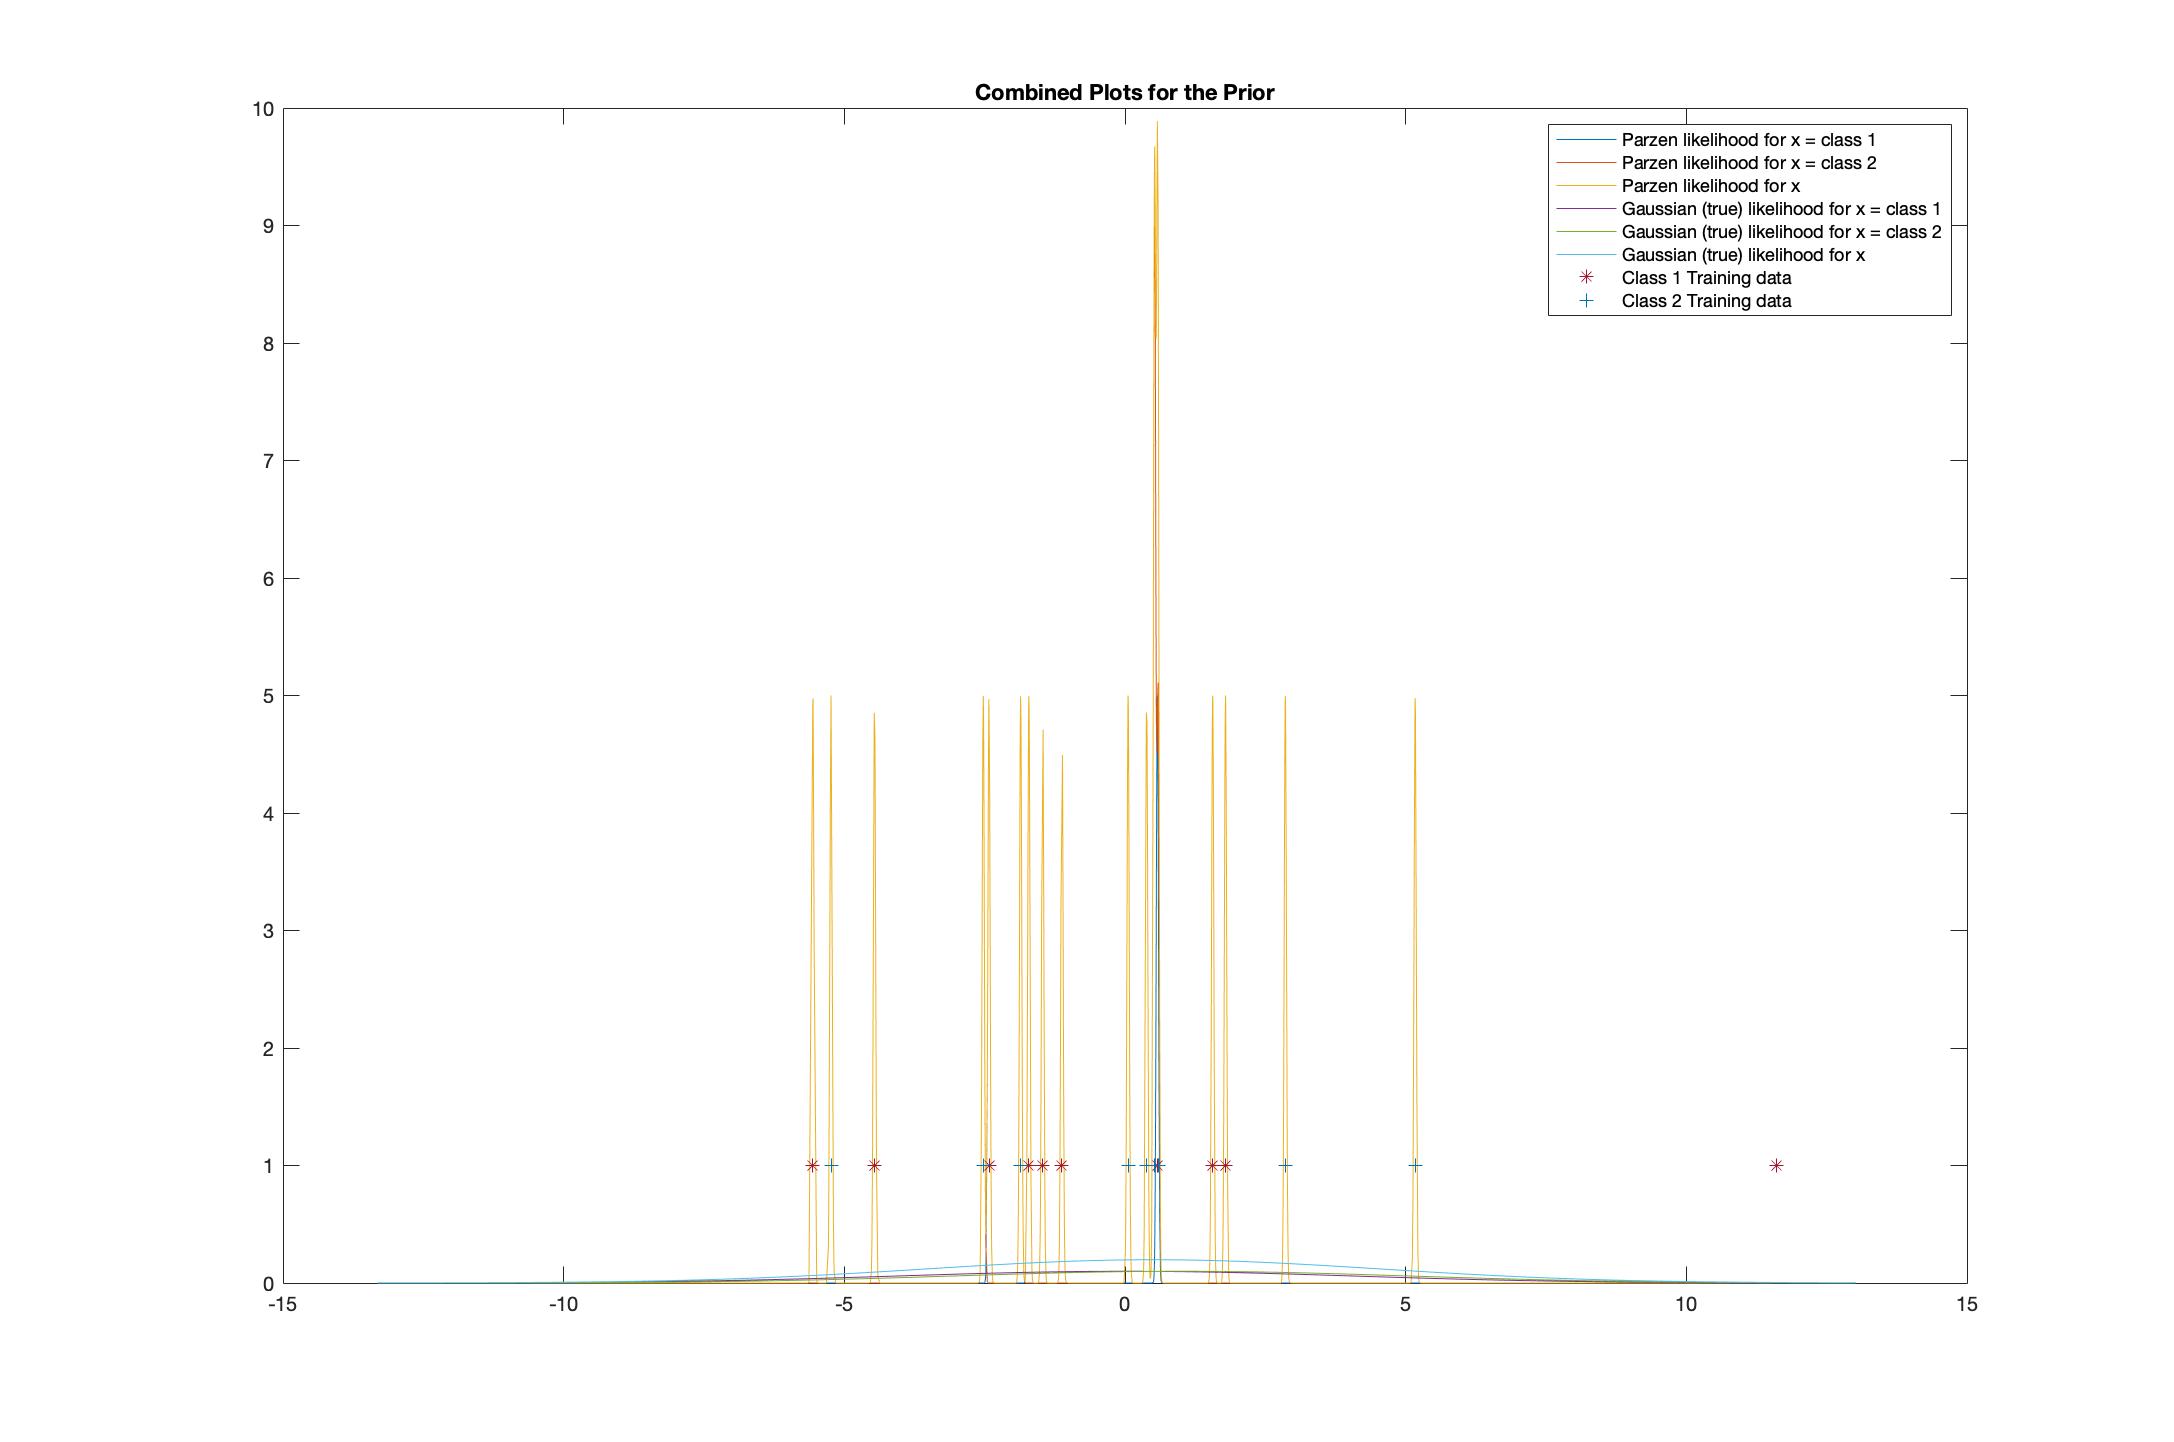 Combined Plots for the Prior
10
9
8
7
6
5
4
3
2
1
0
-15 -10 -5 0 5 10 15
Parzen likelihood for x = class 1
Parzen likelihood for x = class 2
Parzen likelihood for x
Gaussian (true) likelihood for x = class 1
Gaussian (true) likelihood for x = class 2
Gaussian (true) likelihood for x
Class 1 Training data
Class 2 Training data